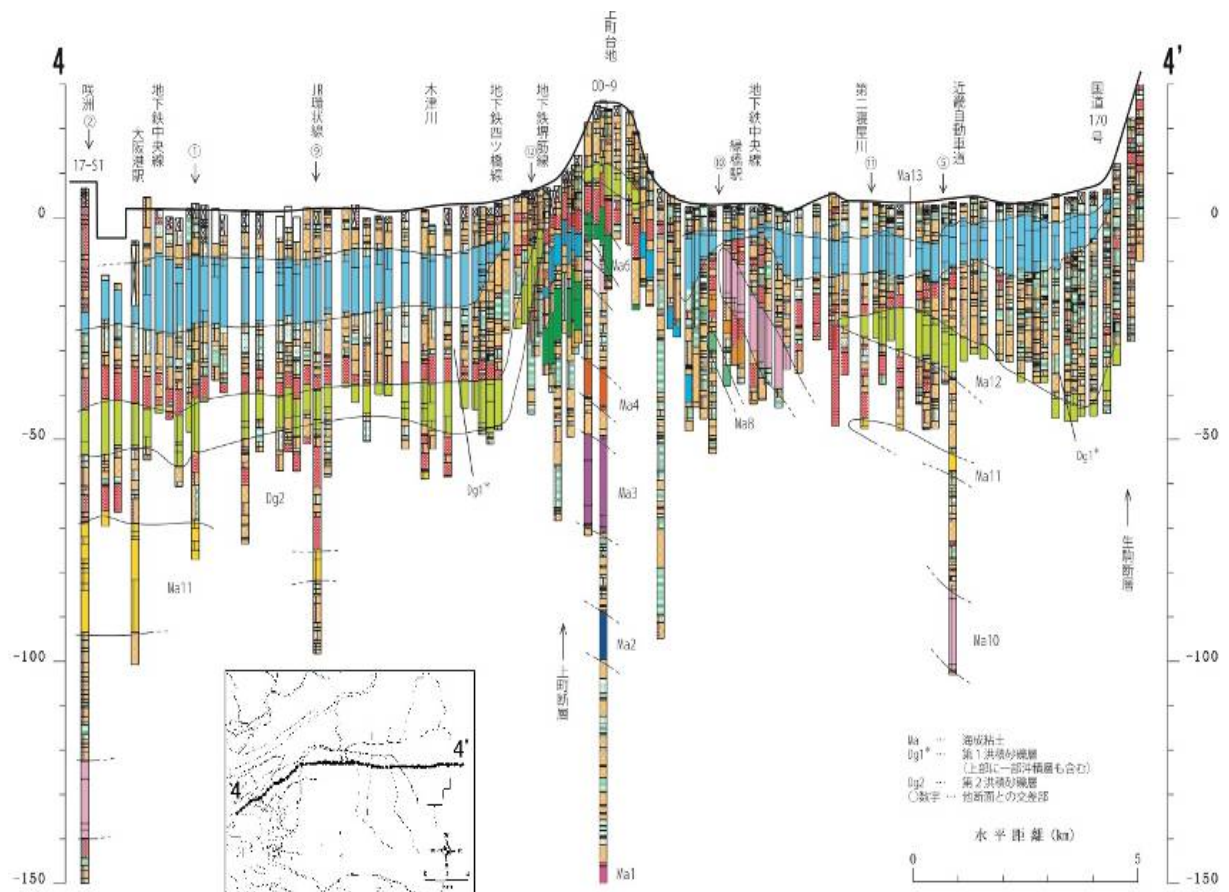 4
4'
咲洲
②
17-S1
大阪港駅
地下鉄中央線
①
JR環状線
⑨
木津川
地下鉄四ツ橋線
地下鉄堺筋線
⑫
上町台地
OD-9
⑩
緑橋駅
地下鉄中央線
第二寝屋川
⑪
Ma13
近畿自動車道
⑤
国道170号
0
-50
-100
-150
0
-50
-100
-150
Ma6
Ma4
Ma3
Ma2
Ma1
Ma8
Ma12
Ma11
Ma10
Dg1*
Dg2
Dg1*
Ma11
上町断層
生駒断層
4
4'
Ma … 海成粘土
Dg1* … 第1洪積砂礫層
(上部に一部沖積層も含む)
Dg2 … 第2洪積砂礫層
○数字 … 他断面との交差部
水平距離 (km)
0
5